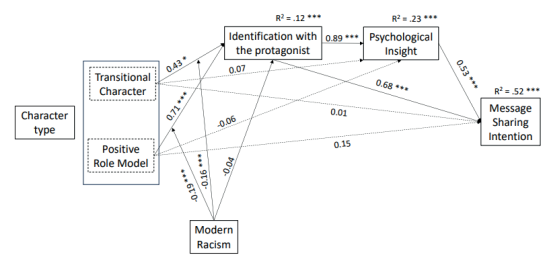 R² = .12 ***
R² = .23 ***
Identification with
the protagonist
0.89 ***
Psychological
Insight
0.43 *
Transitional
Character
0.07
0.53 ***
0.71 ***
0.68 ***
R² = .52 ***
Character
type
-0.06
0.01
Message
Sharing
Intention
Positive
Role Model
0.15
-0.19 ***
-0.16 ***
-0.04
Modern
Racism